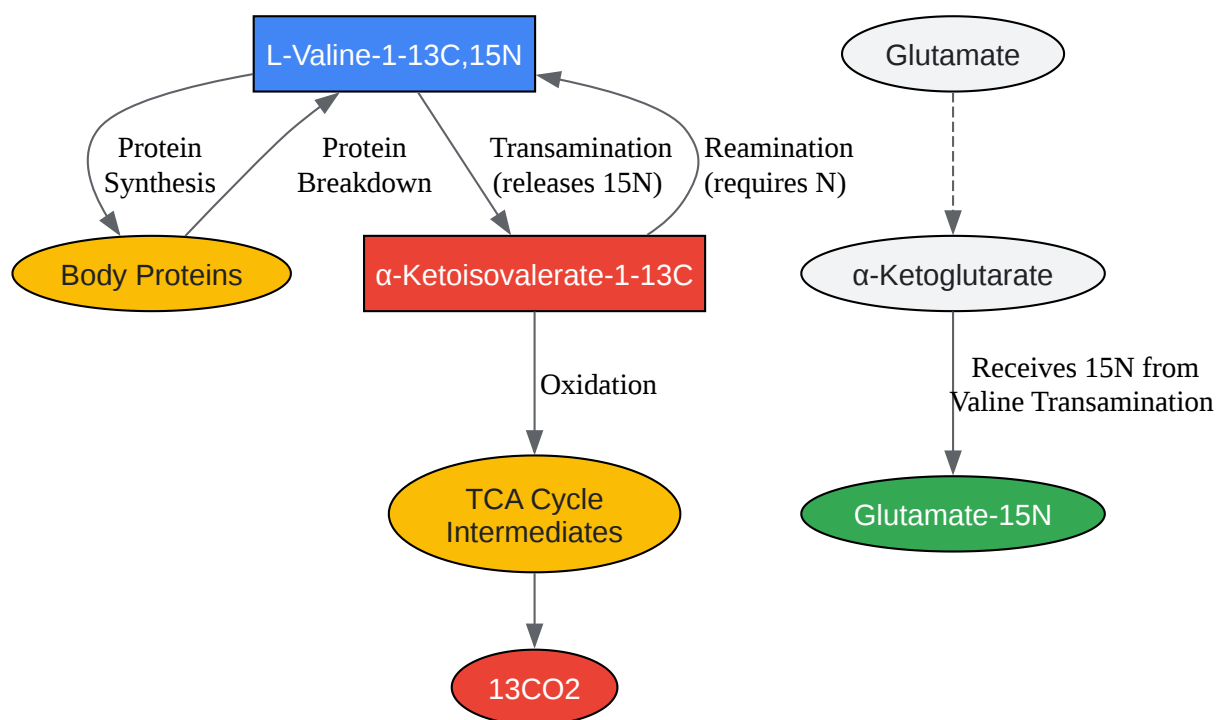 L-Valine-1-13C,15N
Glutamate
Protein
Synthesis
Protein
Breakdown
Transamination
(releases 15N)
Reamination
(requires N)
Body Proteins
α-Ketoisovalerate-1-13C
α-Ketoglutarate
Oxidation
Receives 15N from
Valine Transamination
TCA Cycle
Intermediates
Glutamate-15N
13CO2